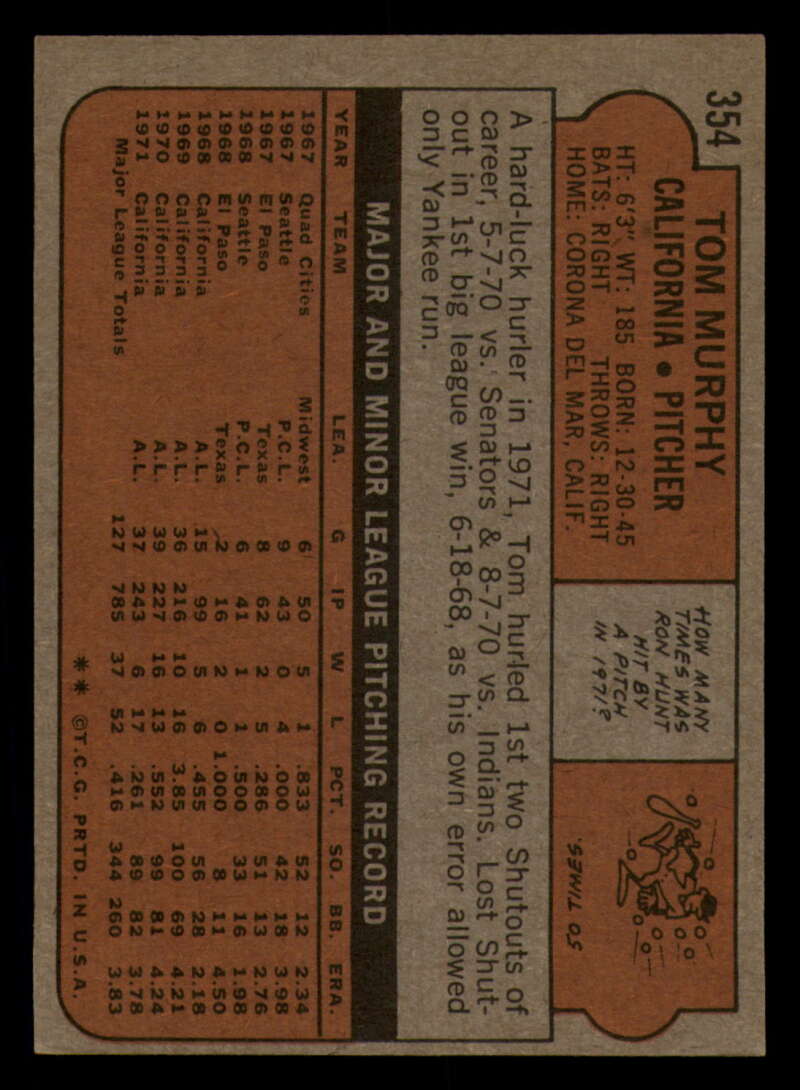 354
TOM MURPHY
CALIFORNIA • PITCHER
HT: 6'3" WT: 185 BORN: 12-30-45
BATS: RIGHT THROWS: RIGHT
HOME: CORONA DEL MAR, CALIF.
HOW MANY
TIMES WAS
RON HUNT
HIT BY
A PITCH
IN 1971?
50 TIMES.
A hard-luck hurler in 1971, Tom hurled 1st two Shutouts of
career, 5-7-70 vs. Senators & 8-7-70 vs. Indians. Lost Shut-
out in 1st big league win, 6-18-68, as his own error allowed
only Yankee run.
MAJOR AND MINOR LEAGUE PITCHING RECORD
YEAR TEAM LEA. G IP W L PCT. SO. BB. ERA.
1967 Quad Cities Midwest 6 50 5 1 .833 52 12 2.34
1967 Seattle P.C.L. 9 43 0 4 .000 42 18 3.98
1967 El Paso Texas 8 62 2 5 .286 51 13 2.76
1968 Seattle P.C.L. 6 41 1 1 .500 33 16 1.98
1968 El Paso Texas 2 16 2 0 1.000 8 11 4.50
1968 California A.L. 15 99 5 6 .455 56 28 2.18
1969 California A.L. 36 216 10 16 3.85 100 69 4.21
1970 California A.L. 39 227 16 13 .552 99 81 4.24
1971 California A.L. 37 243 6 17 .261 89 82 3.78
Major League Totals 127 785 37 52 .416 344 260 3.83
** ©T.C.G. PRTD. IN U.S.A.